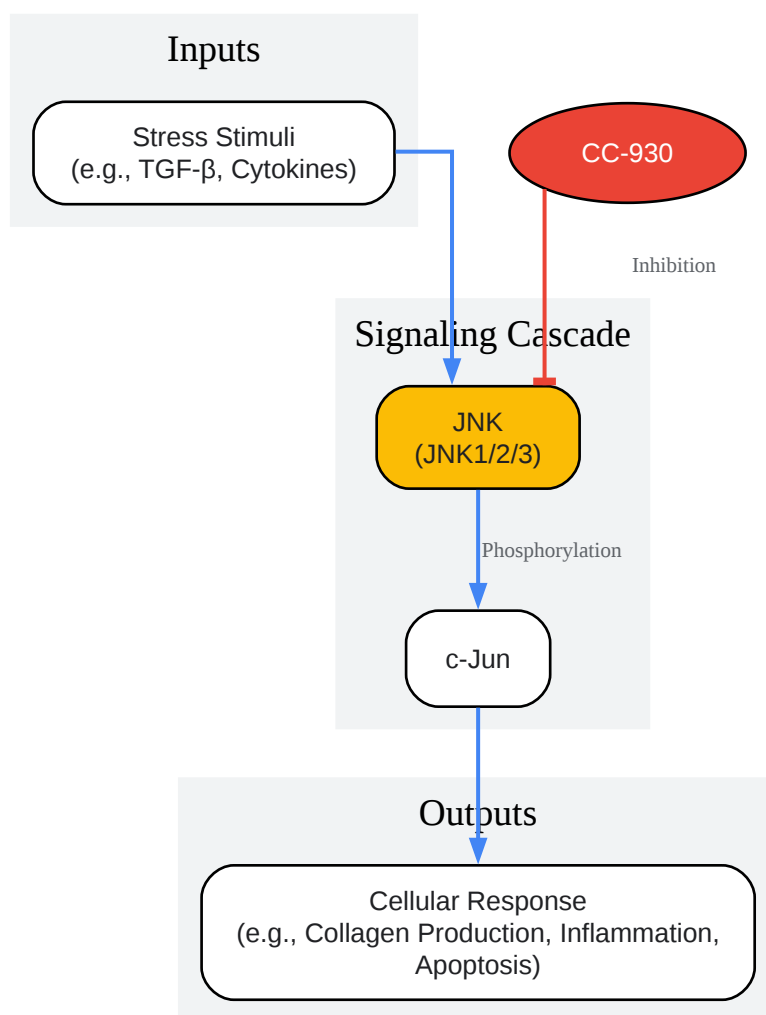 Inputs
Stress Stimuli
(e.g., TGF-β, Cytokines)
CC-930
Inhibition
Signaling Cascade
JNK
(JNK1/2/3)
Phosphorylation
c-Jun
Outputs
Cellular Response
(e.g., Collagen Production, Inflammation,
Apoptosis)